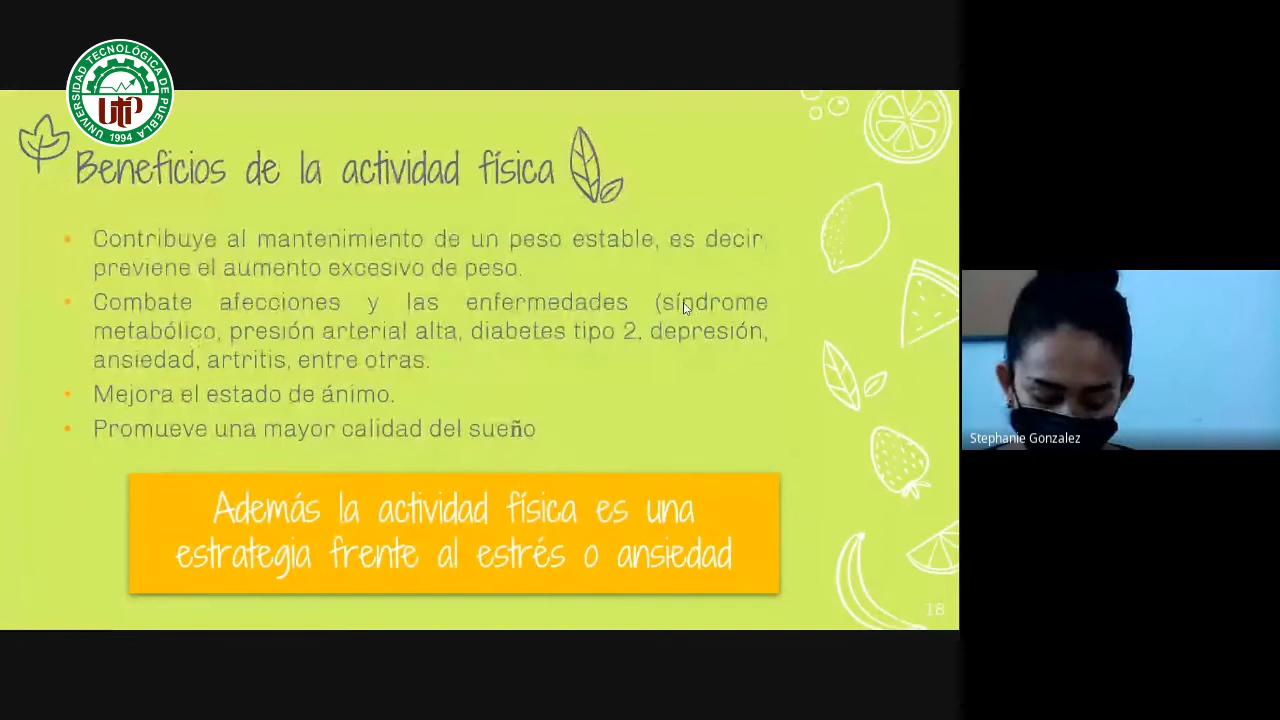 UNIVERSIDAD TECNOLÓGICA DE PUEBLA
UTP
1994
Beneficios de la actividad física
• Contribuye al mantenimiento de un peso estable, es decir,
previene el aumento excesivo de peso.
• Combate afecciones y las enfermedades (síndrome
metabólico, presión arterial alta, diabetes tipo 2, depresión,
ansiedad, artritis, entre otras.
• Mejora el estado de ánimo.
• Promueve una mayor calidad del sueño
Además la actividad física es una
estrategia frente al estrés o ansiedad
18
Stephanie Gonzalez